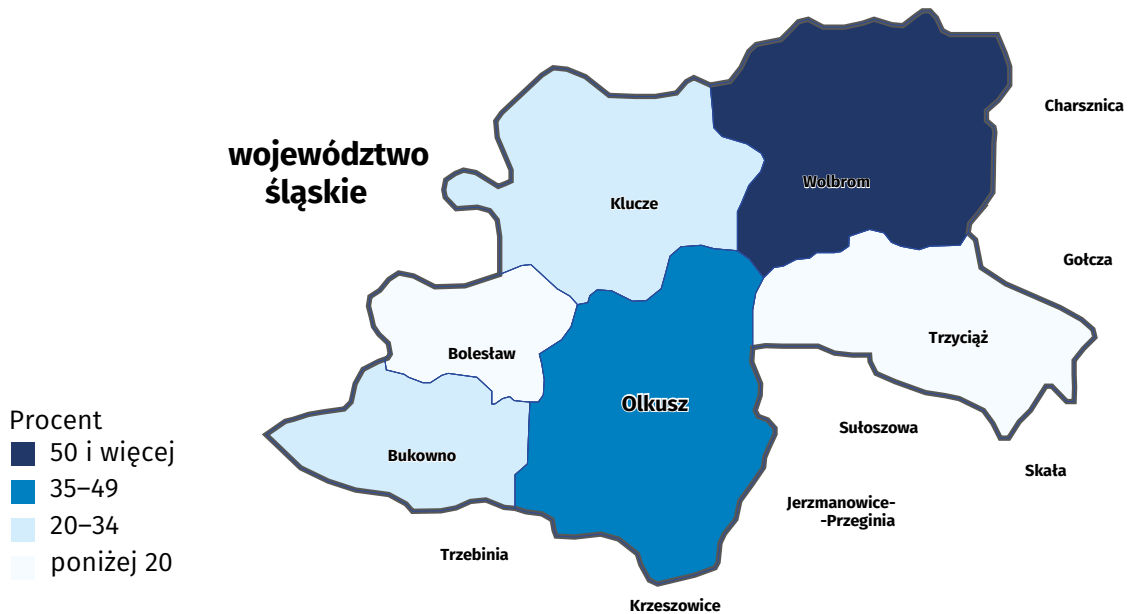 Charsznica
województwo
śląskie
Wolbrom
Klucze
Gołcza
Trzyciąż
Bolesław
Olkusz
Procent
50 i więcej
35–49
20–34
poniżej 20
Sułoszowa
Bukowno
Skała
Jerzmanowice-
-Przeginia
Trzebinia
Krzeszowice